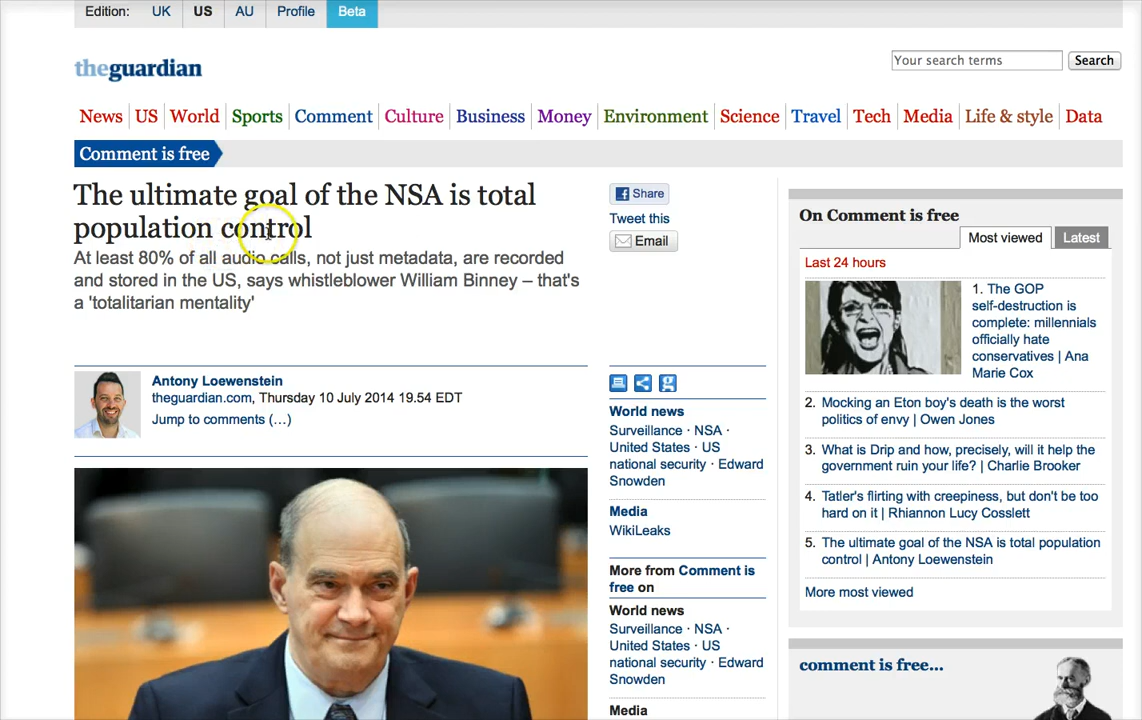 Edition: UK US AU Profile Beta
theguardian
Your search terms Search
News US World Sports Comment Culture Business Money Environment Science Travel Tech Media Life & style Data
Comment is free
The ultimate goal of the NSA is total
population control
At least 80% of all audio calls, not just metadata, are recorded
and stored in the US, says whistleblower William Binney – that's
a 'totalitarian mentality'
Antony Loewenstein
theguardian.com, Thursday 10 July 2014 19.54 EDT
Jump to comments (…)
Share
Tweet this
Email
World news
Surveillance · NSA ·
United States · US
national security · Edward
Snowden
Media
WikiLeaks
More from Comment is
free on
World news
Surveillance · NSA ·
United States · US
national security · Edward
Snowden
Media
On Comment is free
Most viewed Latest
Last 24 hours
1. The GOP
self-destruction is
complete: millennials
officially hate
conservatives | Ana
Marie Cox
2. Mocking an Eton boy's death is the worst
politics of envy | Owen Jones
3. What is Drip and how, precisely, will it help the
government ruin your life? | Charlie Brooker
4. Tatler's flirting with creepiness, but don't be too
hard on it | Rhiannon Lucy Cosslett
5. The ultimate goal of the NSA is total population
control | Antony Loewenstein
More most viewed
comment is free...